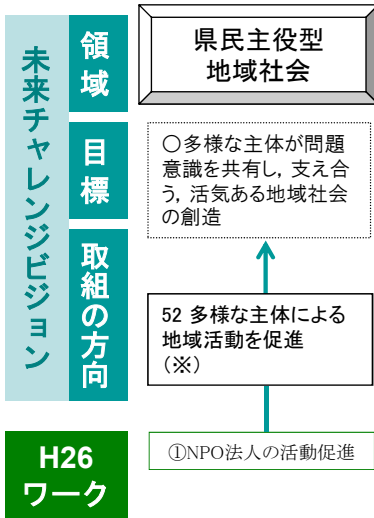 未来チャレンジビジョン
領域
県民主役型
地域社会
目標
○多様な主体が問題
意識を共有し, 支え合
う, 活気ある地域社会
の創造
取組の方向
52 多様な主体による
地域活動を促進
(※)
H26
ワーク
①NPO法人の活動促進